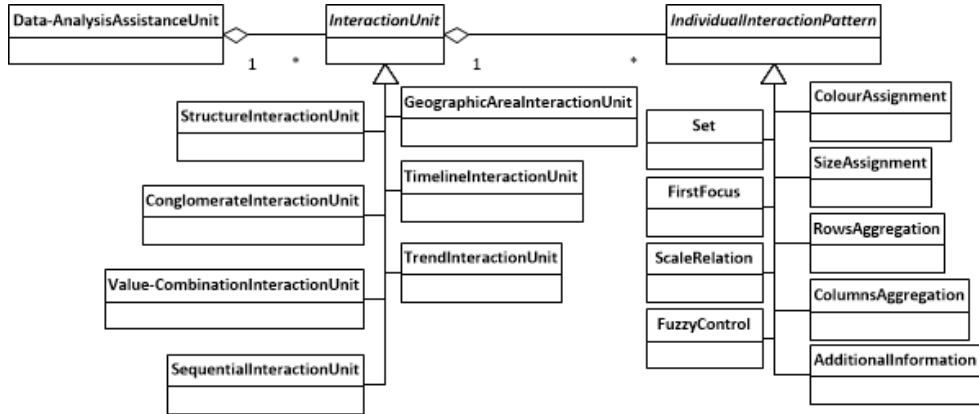 Data-AnalysisAssistanceUnit
InteractionUnit
IndividualInteractionPattern
1
*
1
*
StructureInteractionUnit
GeographicAreaInteractionUnit
ConglomerateInteractionUnit
TimelineInteractionUnit
Value-CombinationInteractionUnit
TrendInteractionUnit
SequentialInteractionUnit
Set
ColourAssignment
FirstFocus
SizeAssignment
ScaleRelation
RowsAggregation
FuzzyControl
ColumnsAggregation
AdditionalInformation